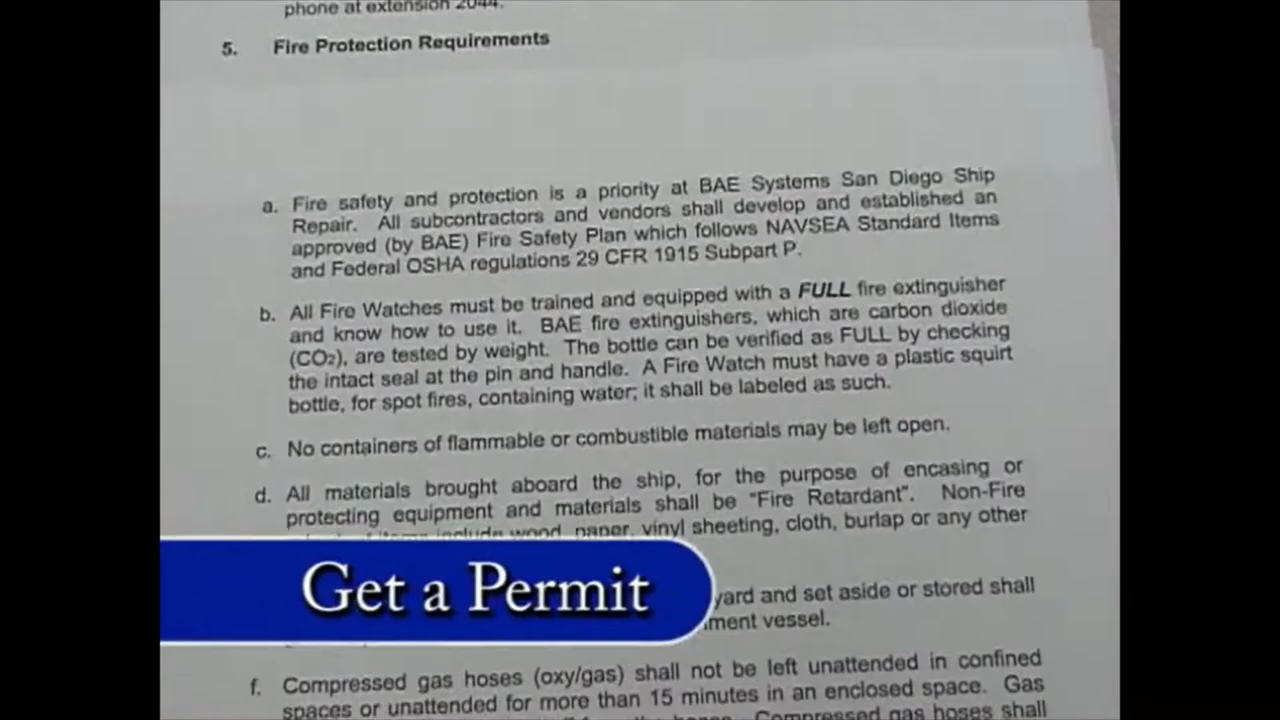 phone at extension 2044.
5. Fire Protection Requirements
a. Fire safety and protection is a priority at BAE Systems San Diego Ship
Repair. All subcontractors and vendors shall develop and established an
approved (by BAE) Fire Safety Plan which follows NAVSEA Standard Items
and Federal OSHA regulations 29 CFR 1915 Subpart P.
b. All Fire Watches must be trained and equipped with a FULL fire extinguisher
and know how to use it. BAE fire extinguishers, which are carbon dioxide
(CO₂), are tested by weight. The bottle can be verified as FULL by checking
the intact seal at the pin and handle. A Fire Watch must have a plastic squirt
bottle, for spot fires, containing water; it shall be labeled as such.
c. No containers of flammable or combustible materials may be left open.
d. All materials brought aboard the ship, for the purpose of encasing or
protecting equipment and materials shall be "Fire Retardant". Non-Fire
items include wood, paper, vinyl sheeting, cloth, burlap or any other
Get a Permit
yard and set aside or stored shall
vessel.
f. Compressed gas hoses (oxy/gas) shall not be left unattended in confined
spaces or unattended for more than 15 minutes in an enclosed space. Gas
Compressed gas hoses shall